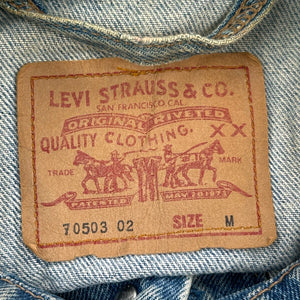 LEVI STRAUSS & CO.
SAN FRANCISCO CAL.
ORIGINAL RIVETED
QUALITY CLOTHING. XX
TRADE MARK
PATENTED MAY 20 1873
70503 02 SIZE M